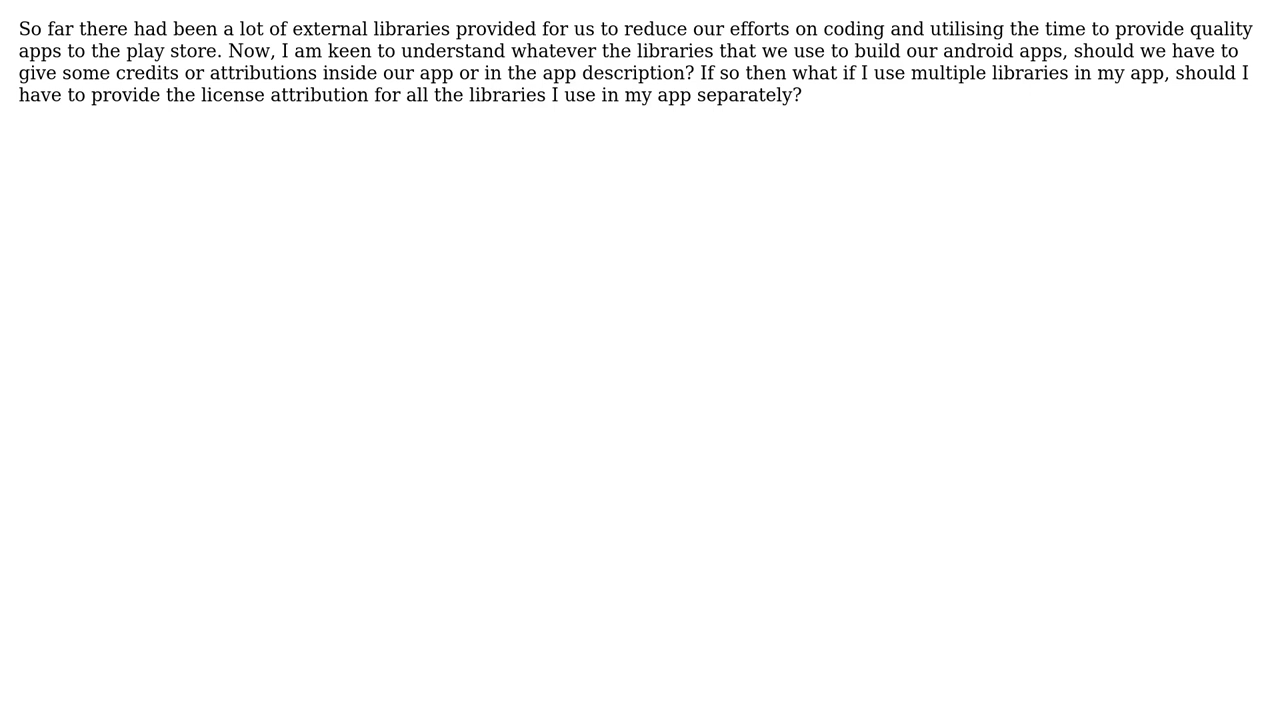 So far there had been a lot of external libraries provided for us to reduce our efforts on coding and utilising the time to provide quality
apps to the play store. Now, I am keen to understand whatever the libraries that we use to build our android apps, should we have to
give some credits or attributions inside our app or in the app description? If so then what if I use multiple libraries in my app, should I
have to provide the license attribution for all the libraries I use in my app separately?